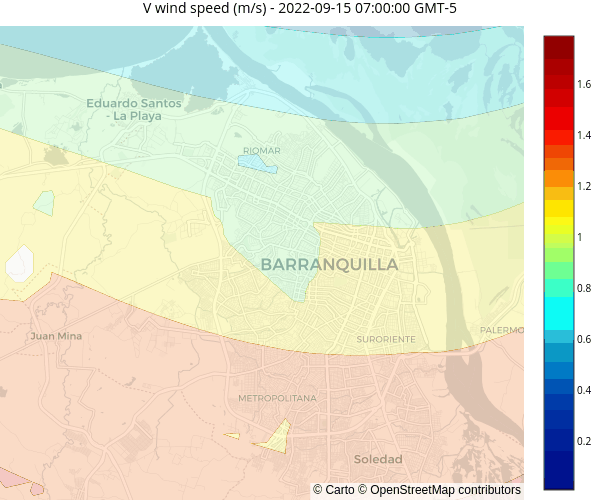 V wind speed (m/s) - 2022-09-15 07:00:00 GMT-5
Eduardo Santos
- La Playa
RIOMAR
BARRANQUILLA
Juan Mina
SURORIENTE
PALERMO
METROPOLITANA
Soledad
© Carto © OpenStreetMap contributors
1.6
1.4
1.2
1
0.8
0.6
0.4
0.2